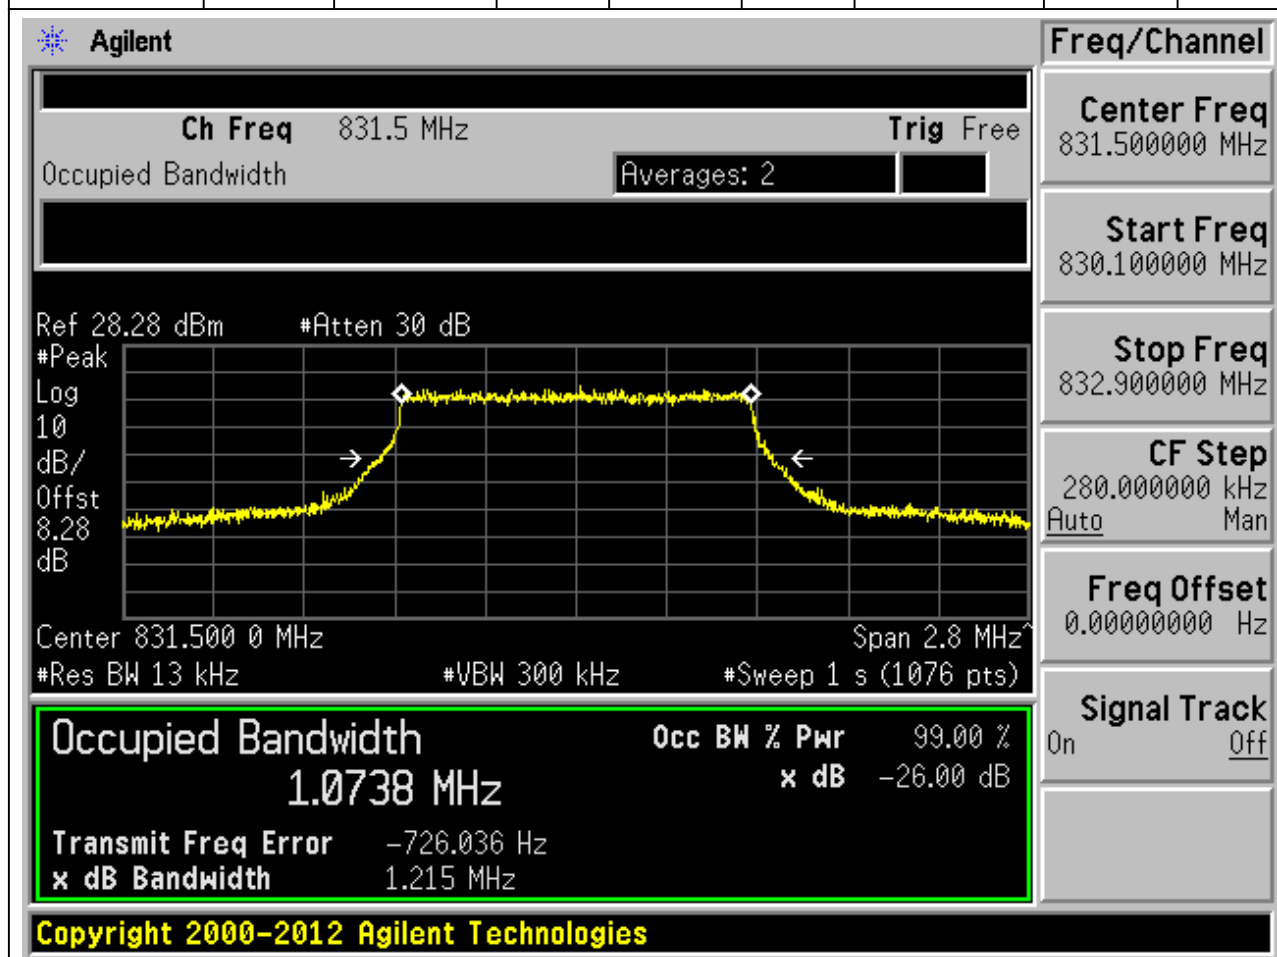 Agilent
Freq/Channel
Ch Freq 831.5 MHz Trig Free
Occupied Bandwidth Averages: 2
Center Freq
831.500000 MHz
Start Freq
830.100000 MHz
Stop Freq
832.900000 MHz
CF Step
280.000000 kHz
Auto Man
Freq Offset
0.00000000 Hz
Signal Track
On Off
Ref 28.28 dBm #Atten 30 dB
#Peak
Log
10
dB/
Offst
8.28
dB
Center 831.500 0 MHz Span 2.8 MHz^
#Res BW 13 kHz #VBW 300 kHz #Sweep 1 s (1076 pts)
Occupied Bandwidth Occ BW % Pwr 99.00 %
1.0738 MHz x dB -26.00 dB
Transmit Freq Error -726.036 Hz
x dB Bandwidth 1.215 MHz
Copyright 2000-2012 Agilent Technologies